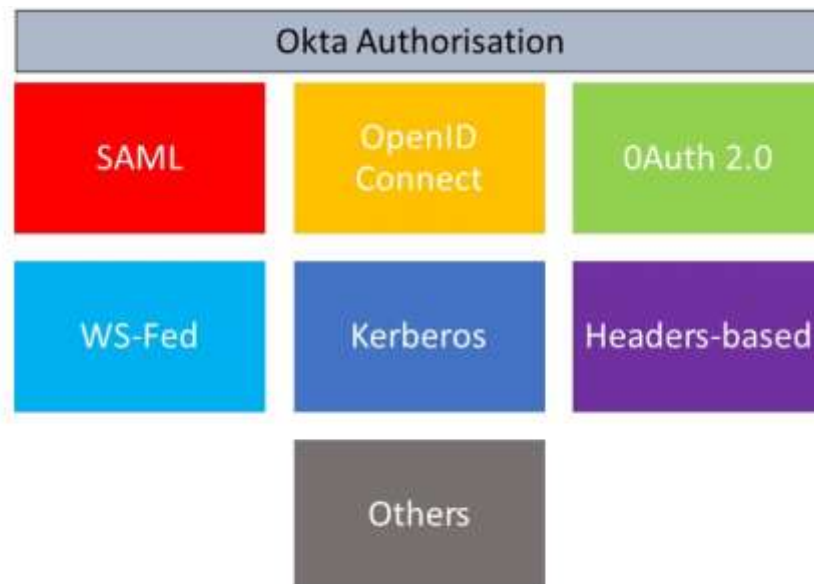 Okta Authorisation
SAML
OpenID
Connect
0Auth 2.0
WS-Fed
Kerberos
Headers-based
Others